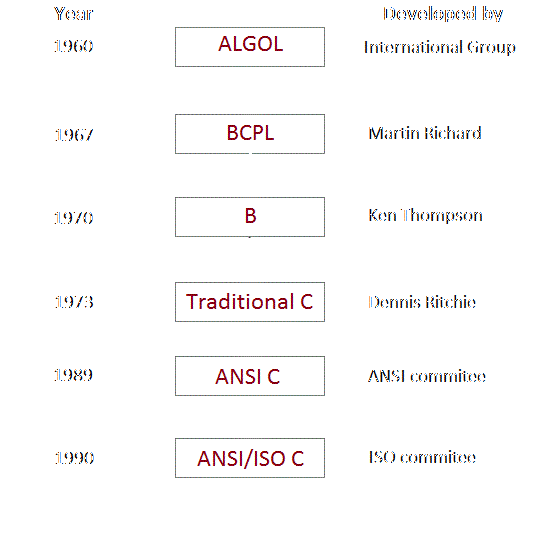 Year Developed by
1960 ALGOL International Group
1967 BCPL Martin Richard
1970 B Ken Thompson
1973 Traditional C Dennis Ritchie
1989 ANSI C ANSI commitee
1990 ANSI/ISO C ISO commitee